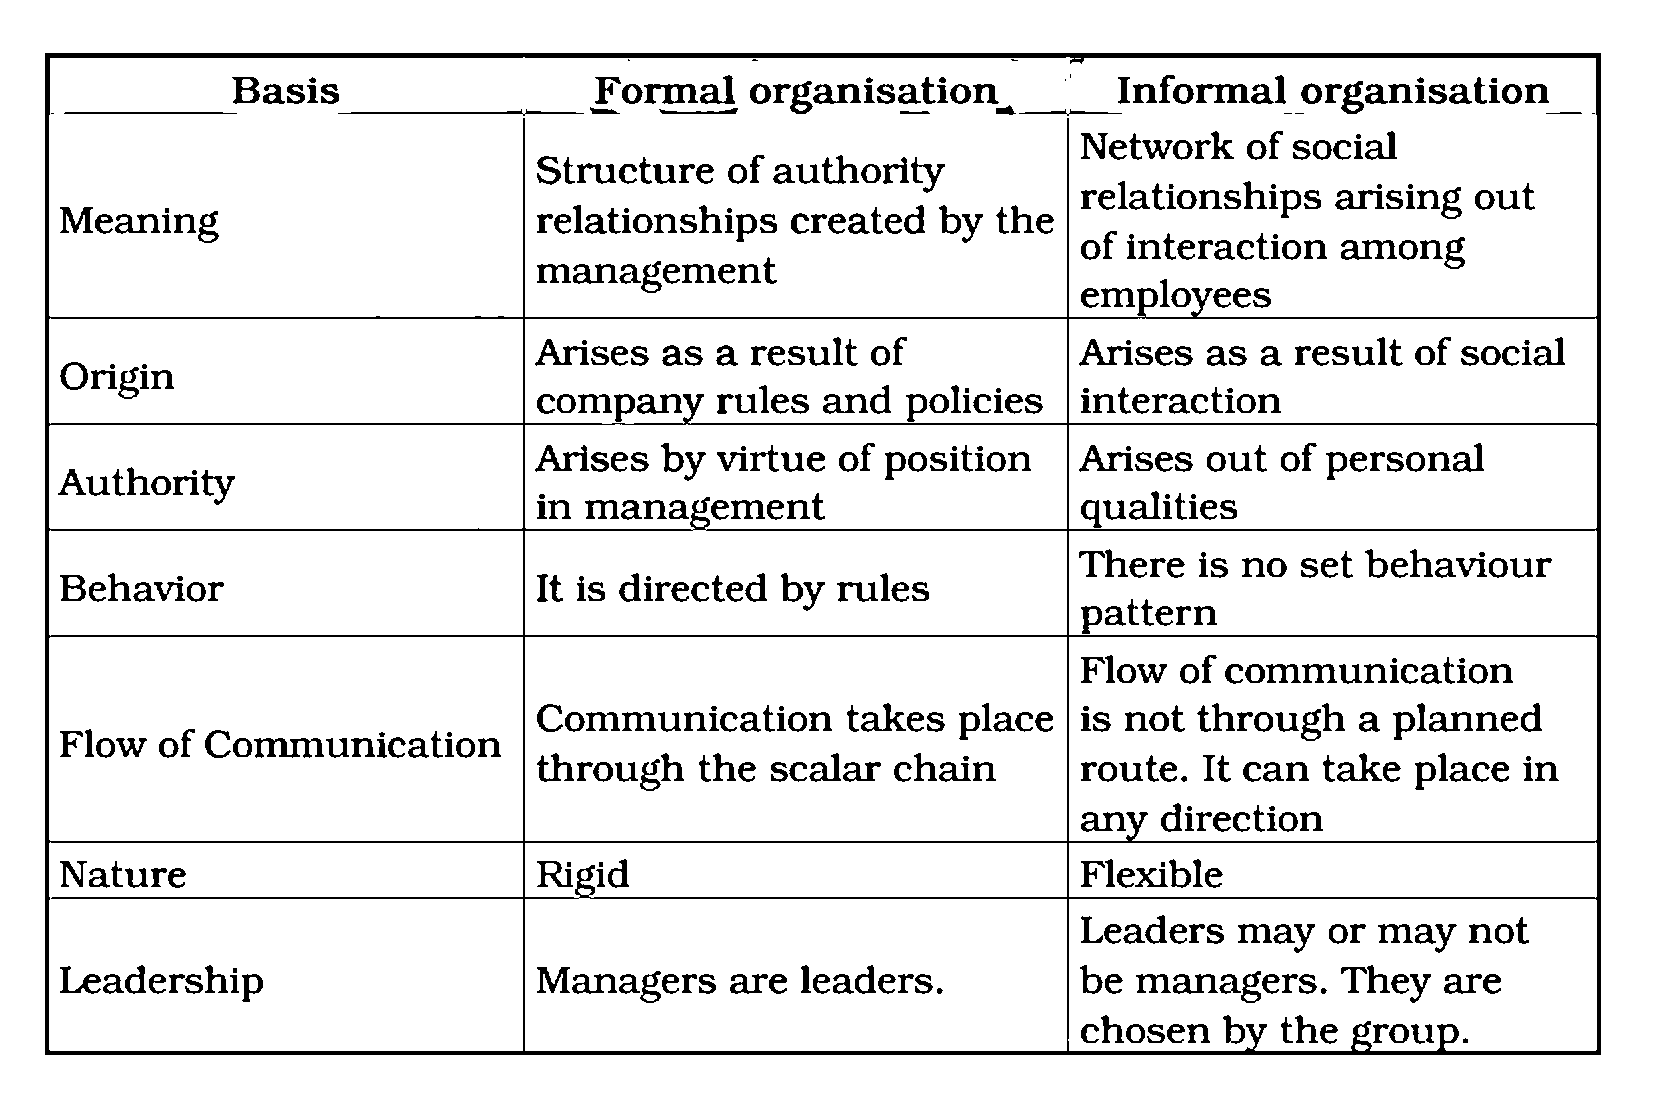 Basis Formal organisation Informal organisation
Meaning
Structure of authority
relationships created by the
management
Network of social
relationships arising out
of interaction among
employees
Origin
Arises as a result of
company rules and policies
Arises as a result of social
interaction
Authority
Arises by virtue of position
in management
Arises out of personal
qualities
Behavior
It is directed by rules
There is no set behaviour
pattern
Flow of Communication
Communication takes place
through the scalar chain
Flow of communication
is not through a planned
route. It can take place in
any direction
Nature
Rigid
Flexible
Leadership
Managers are leaders.
Leaders may or may not
be managers. They are
chosen by the group.